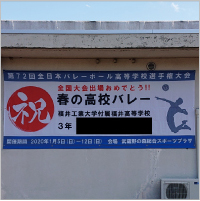 第72回全日本バレーボール高等学校選手権大会
祝
全国大会出場おめでとう!!
春の高校バレー
福井工業大学付属福井高等学校
3年
開催期間 2020年1月5日(日)~12日(日) 会場 武蔵野の森総合スポーツプラザ